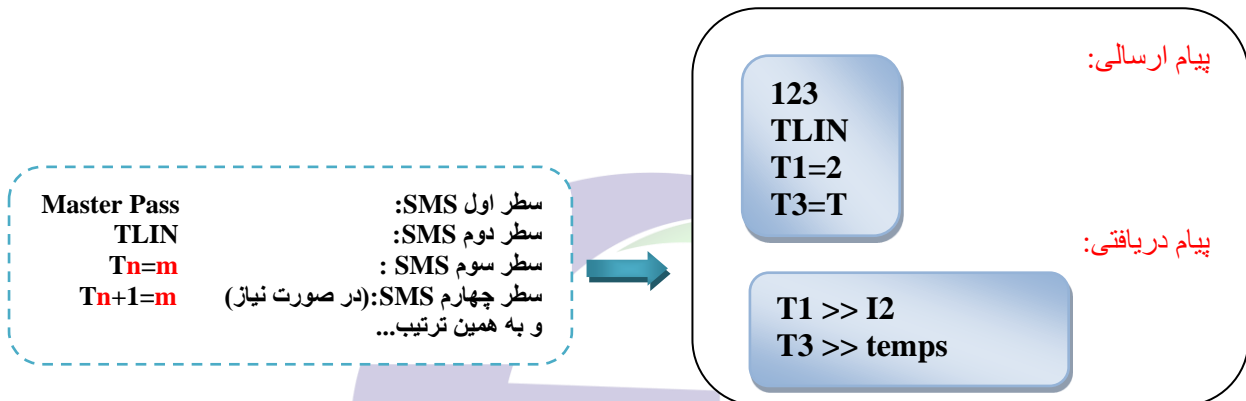 سطر اول SMS: Master Pass
سطر دوم SMS: TLIN
سطر سوم SMS : Tn=m
سطر چهارم SMS:(در صورت نیاز) Tn+1=m
و به همین ترتیب...
پیام ارسالی:
123
TLIN
T1=2
T3=T
پیام دریافتی:
T1 >> I2
T3 >> temps